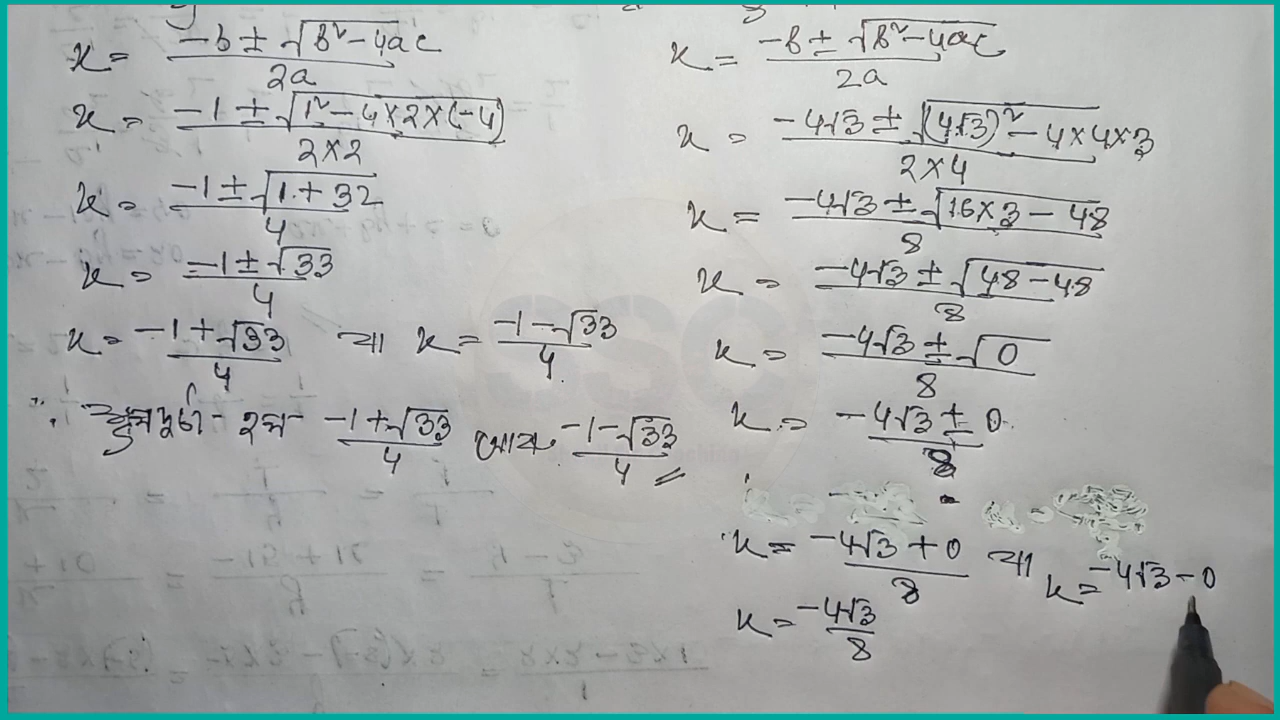 x = (-b ± √(b² - 4ac)) / 2a
x = (-1 ± √(1² - 4×2×(-4))) / 2×2
x = (-1 ± √(1 + 32)) / 4
x = (-1 ± √33) / 4
x = (-1 + √33) / 4 বা x = (-1 - √33) / 4
∴ মূলদুটা হ'ল (-1 + √33) / 4 আৰু (-1 - √33) / 4
x = (-b ± √(b² - 4ac)) / 2a
x = (-4√3 ± √((4√3)² - 4×4×3)) / 2×4
x = (-4√3 ± √(16×3 - 48)) / 8
x = (-4√3 ± √(48 - 48)) / 8
x = (-4√3 ± √0) / 8
x = (-4√3 ± 0) / 8
x = (-4√3 + 0) / 8 বা x = -4√3 - 0
x = -4√3 / 8